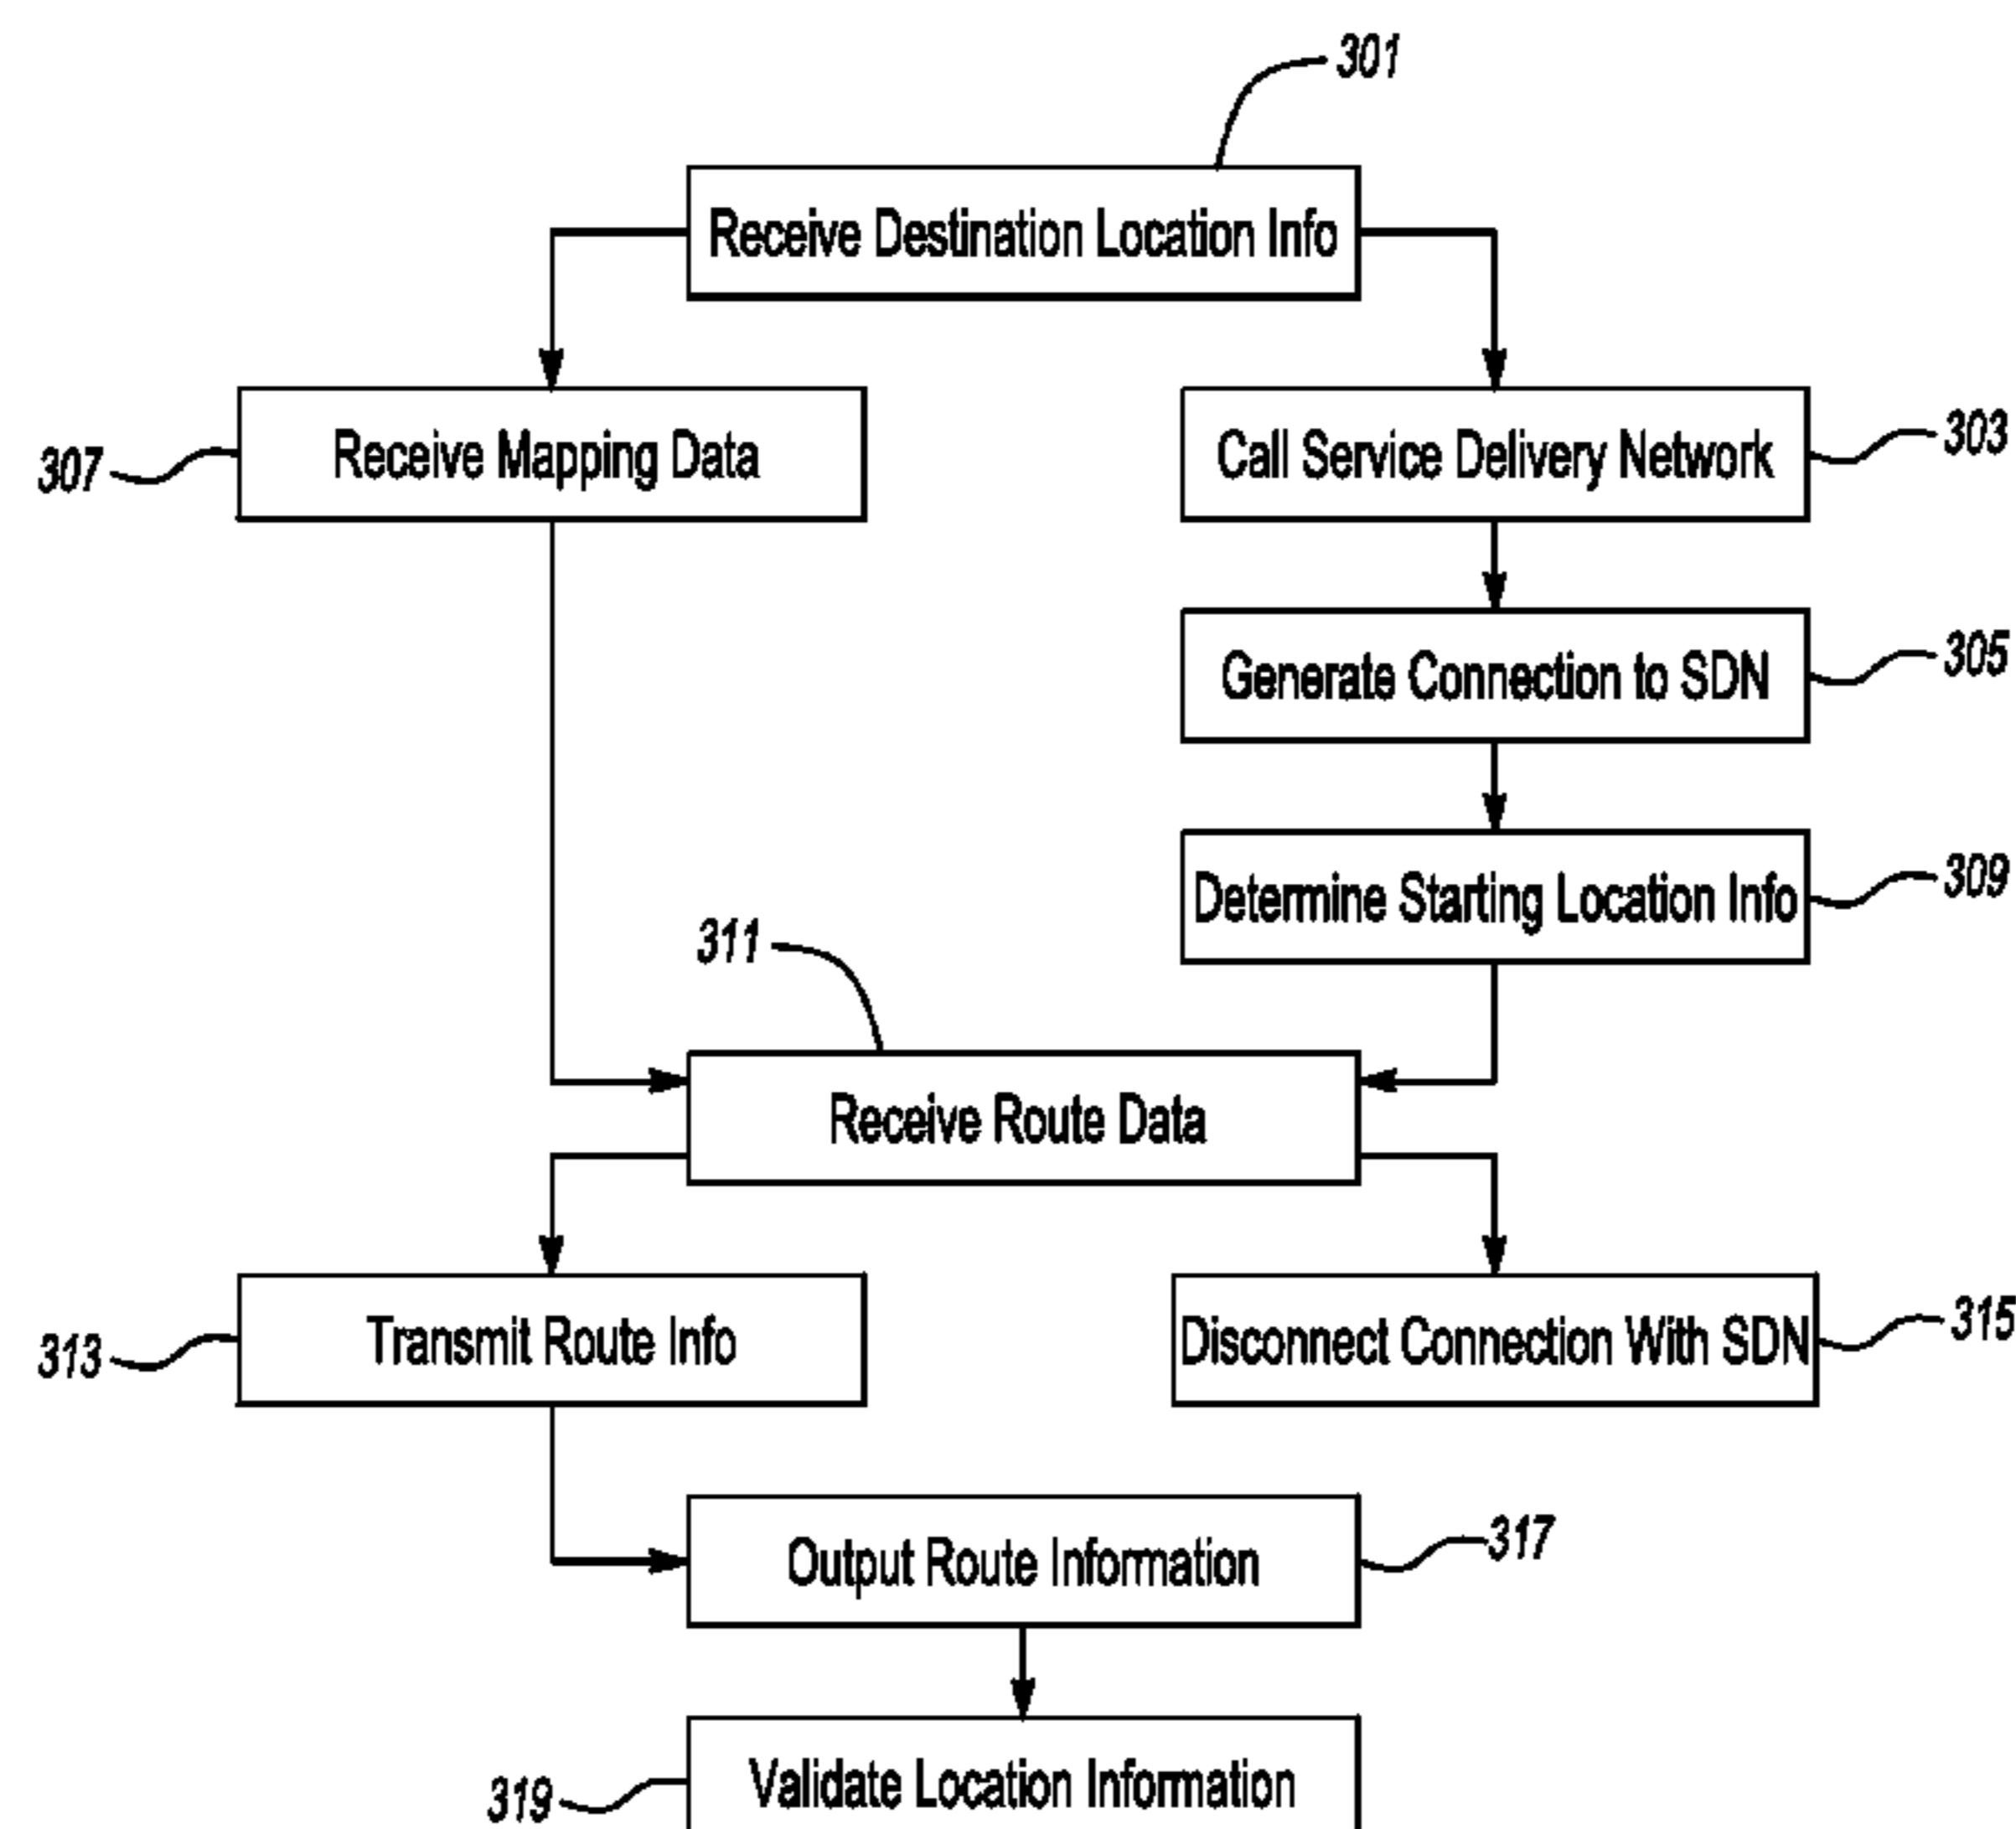 301
Receive Destination Location Info
307
Receive Mapping Data
Call Service Delivery Network
303
Generate Connection to SDN
305
Determine Starting Location Info
309
311
Receive Route Data
313
Transmit Route Info
Disconnect Connection With SDN
315
Output Route Information
317
319
Validate Location Information